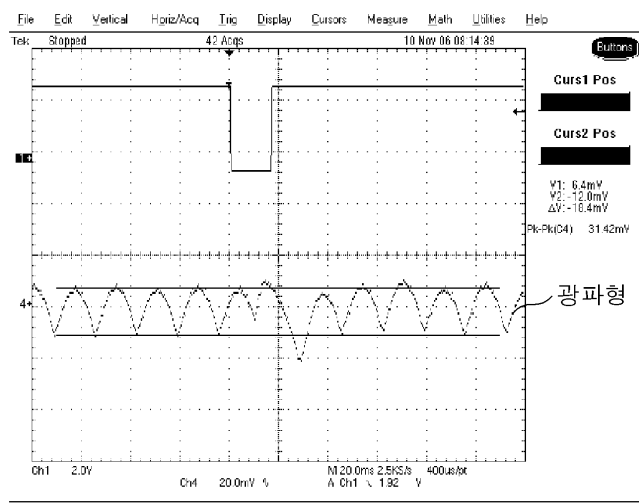 File Edit Vertical Horiz/Acq Trig Display Cursors Measure Math Utilities Help
Tek Stopped 42 Acqs 10 Nov 06 08:14:39
Buttons
Curs1 Pos
Curs2 Pos
V1: 6.4mV
V2: -12.0mV
ΔV: -18.4mV
Pk-Pk(C4) 31.42mV
4
광파형
Ch1 2.0V M 20.0ms 2.5KS/s 400us/pt
Ch4 20.0mV A Ch1 1.92 V